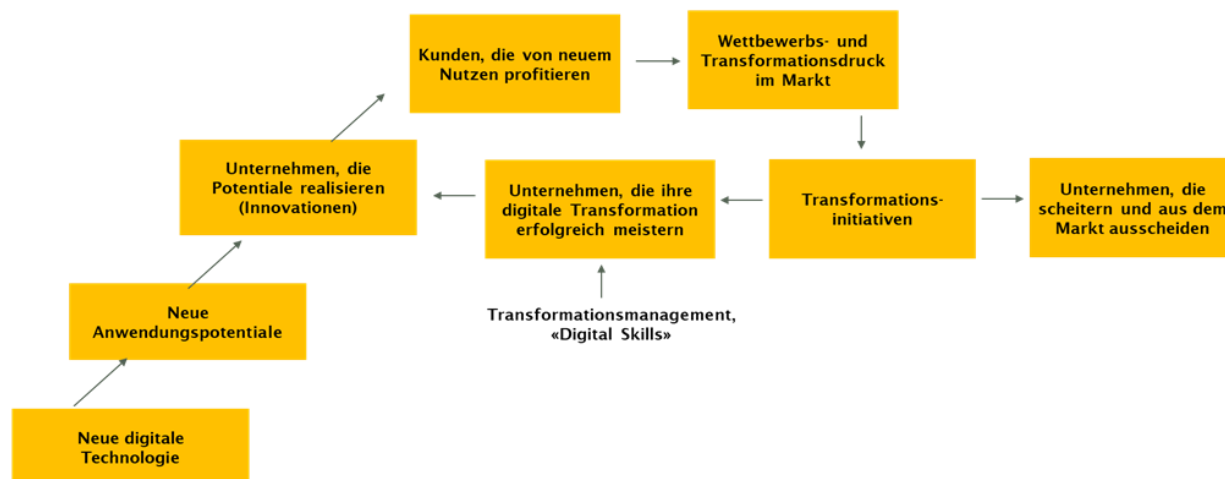 Kunden, die von neuem
Nutzen profitieren
Wettbewerbs- und
Transformationsdruck
im Markt
Unternehmen, die
Potentiale realisieren
(Innovationen)
Unternehmen, die ihre
digitale Transformation
erfolgreich meistern
Transformations-
initiativen
Unternehmen, die
scheitern und aus dem
Markt ausscheiden
Neue
Anwendungspotentiale
Transformationsmanagement,
«Digital Skills»
Neue digitale
Technologie